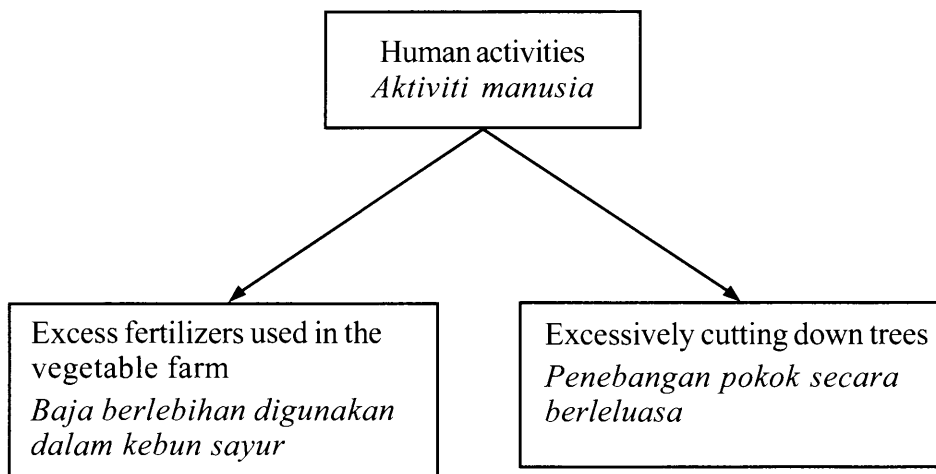 Human activities
Aktiviti manusia
Excess fertilizers used in the
vegetable farm
Baja berlebihan digunakan
dalam kebun sayur
Excessively cutting down trees
Penebangan pokok secara
berleluasa